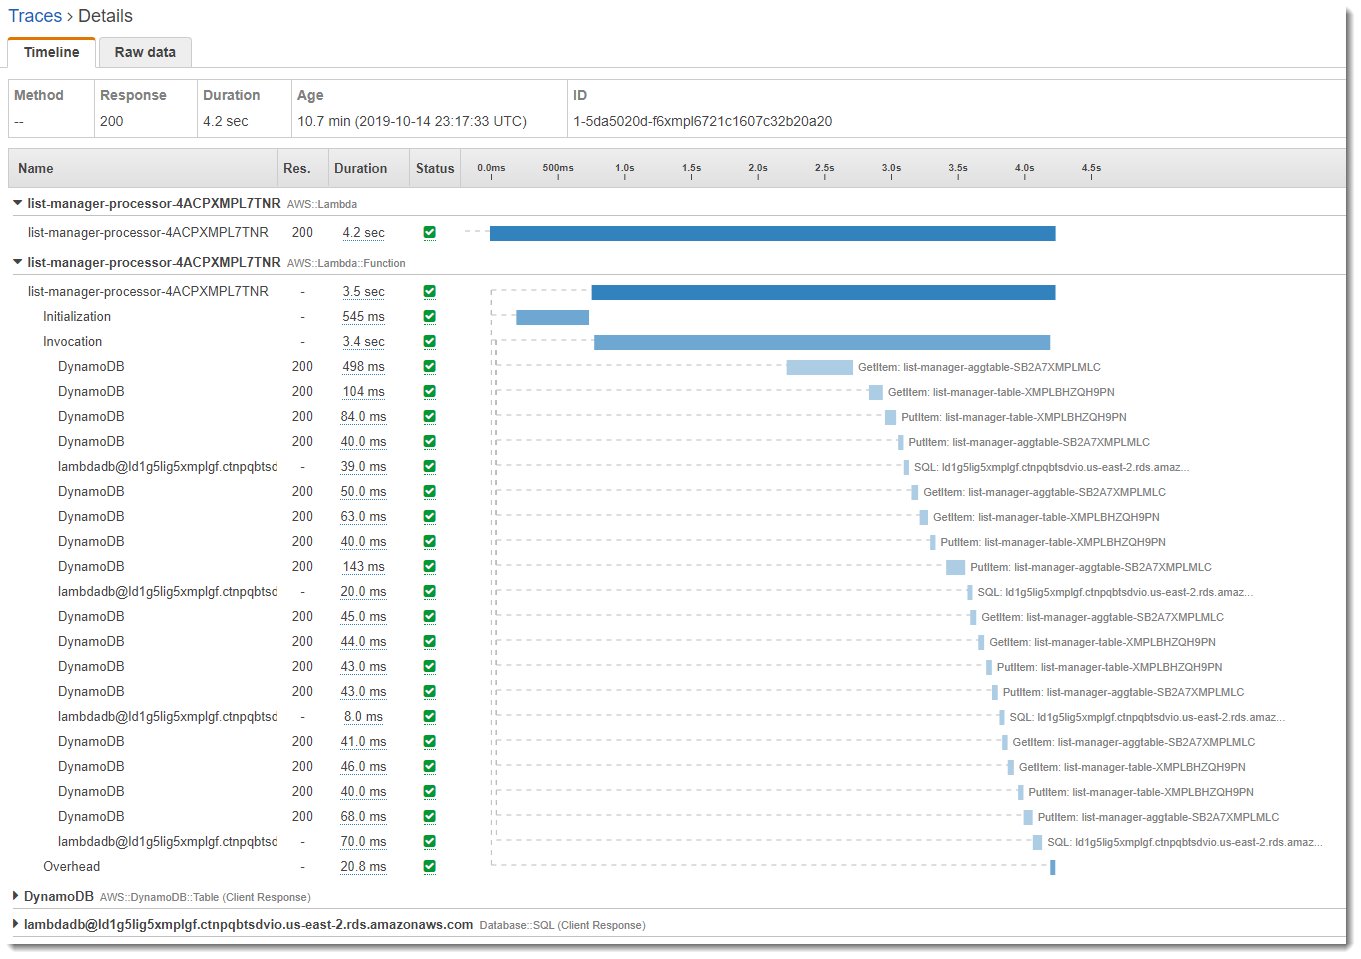 Traces > Details
Timeline Raw data
Method Response Duration Age ID
-- 200 4.2 sec 10.7 min (2019-10-14 23:17:33 UTC) 1-5da5020d-f6xmpl6721c1607c32b20a20
Name Res. Duration Status 0.0ms 500ms 1.0s 1.5s 2.0s 2.5s 3.0s 3.5s 4.0s 4.5s
list-manager-processor-4ACPXMPL7TNR AWS::Lambda
list-manager-processor-4ACPXMPL7TNR 200 4.2 sec
list-manager-processor-4ACPXMPL7TNR AWS::Lambda::Function
list-manager-processor-4ACPXMPL7TNR - 3.5 sec
Initialization - 545 ms
Invocation - 3.4 sec
DynamoDB 200 498 ms GetItem: list-manager-aggtable-SB2A7XMPLMLC
DynamoDB 200 104 ms GetItem: list-manager-table-XMPLBHZQH9PN
DynamoDB 200 84.0 ms PutItem: list-manager-table-XMPLBHZQH9PN
DynamoDB 200 40.0 ms PutItem: list-manager-aggtable-SB2A7XMPLMLC
lambdadb@ld1g5lig5xmplgf.ctnpqbtsd - 39.0 ms SQL: ld1g5lig5xmplgf.ctnpqbtsdvio.us-east-2.rds.amaz...
DynamoDB 200 50.0 ms GetItem: list-manager-aggtable-SB2A7XMPLMLC
DynamoDB 200 63.0 ms GetItem: list-manager-table-XMPLBHZQH9PN
DynamoDB 200 40.0 ms PutItem: list-manager-table-XMPLBHZQH9PN
DynamoDB 200 143 ms PutItem: list-manager-aggtable-SB2A7XMPLMLC
lambdadb@ld1g5lig5xmplgf.ctnpqbtsd - 20.0 ms SQL: ld1g5lig5xmplgf.ctnpqbtsdvio.us-east-2.rds.amaz...
DynamoDB 200 45.0 ms GetItem: list-manager-aggtable-SB2A7XMPLMLC
DynamoDB 200 44.0 ms GetItem: list-manager-table-XMPLBHZQH9PN
DynamoDB 200 43.0 ms PutItem: list-manager-table-XMPLBHZQH9PN
DynamoDB 200 43.0 ms PutItem: list-manager-aggtable-SB2A7XMPLMLC
lambdadb@ld1g5lig5xmplgf.ctnpqbtsd - 8.0 ms SQL: ld1g5lig5xmplgf.ctnpqbtsdvio.us-east-2.rds.amaz...
DynamoDB 200 41.0 ms GetItem: list-manager-aggtable-SB2A7XMPLMLC
DynamoDB 200 46.0 ms GetItem: list-manager-table-XMPLBHZQH9PN
DynamoDB 200 40.0 ms PutItem: list-manager-table-XMPLBHZQH9PN
DynamoDB 200 68.0 ms PutItem: list-manager-aggtable-SB2A7XMPLMLC
lambdadb@ld1g5lig5xmplgf.ctnpqbtsd - 70.0 ms SQL: ld1g5lig5xmplgf.ctnpqbtsdvio.us-east-2.rds.amaz...
Overhead - 20.8 ms
DynamoDB AWS::DynamoDB::Table (Client Response)
lambdadb@ld1g5lig5xmplgf.ctnpqbtsdvio.us-east-2.rds.amazonaws.com Database::SQL (Client Response)